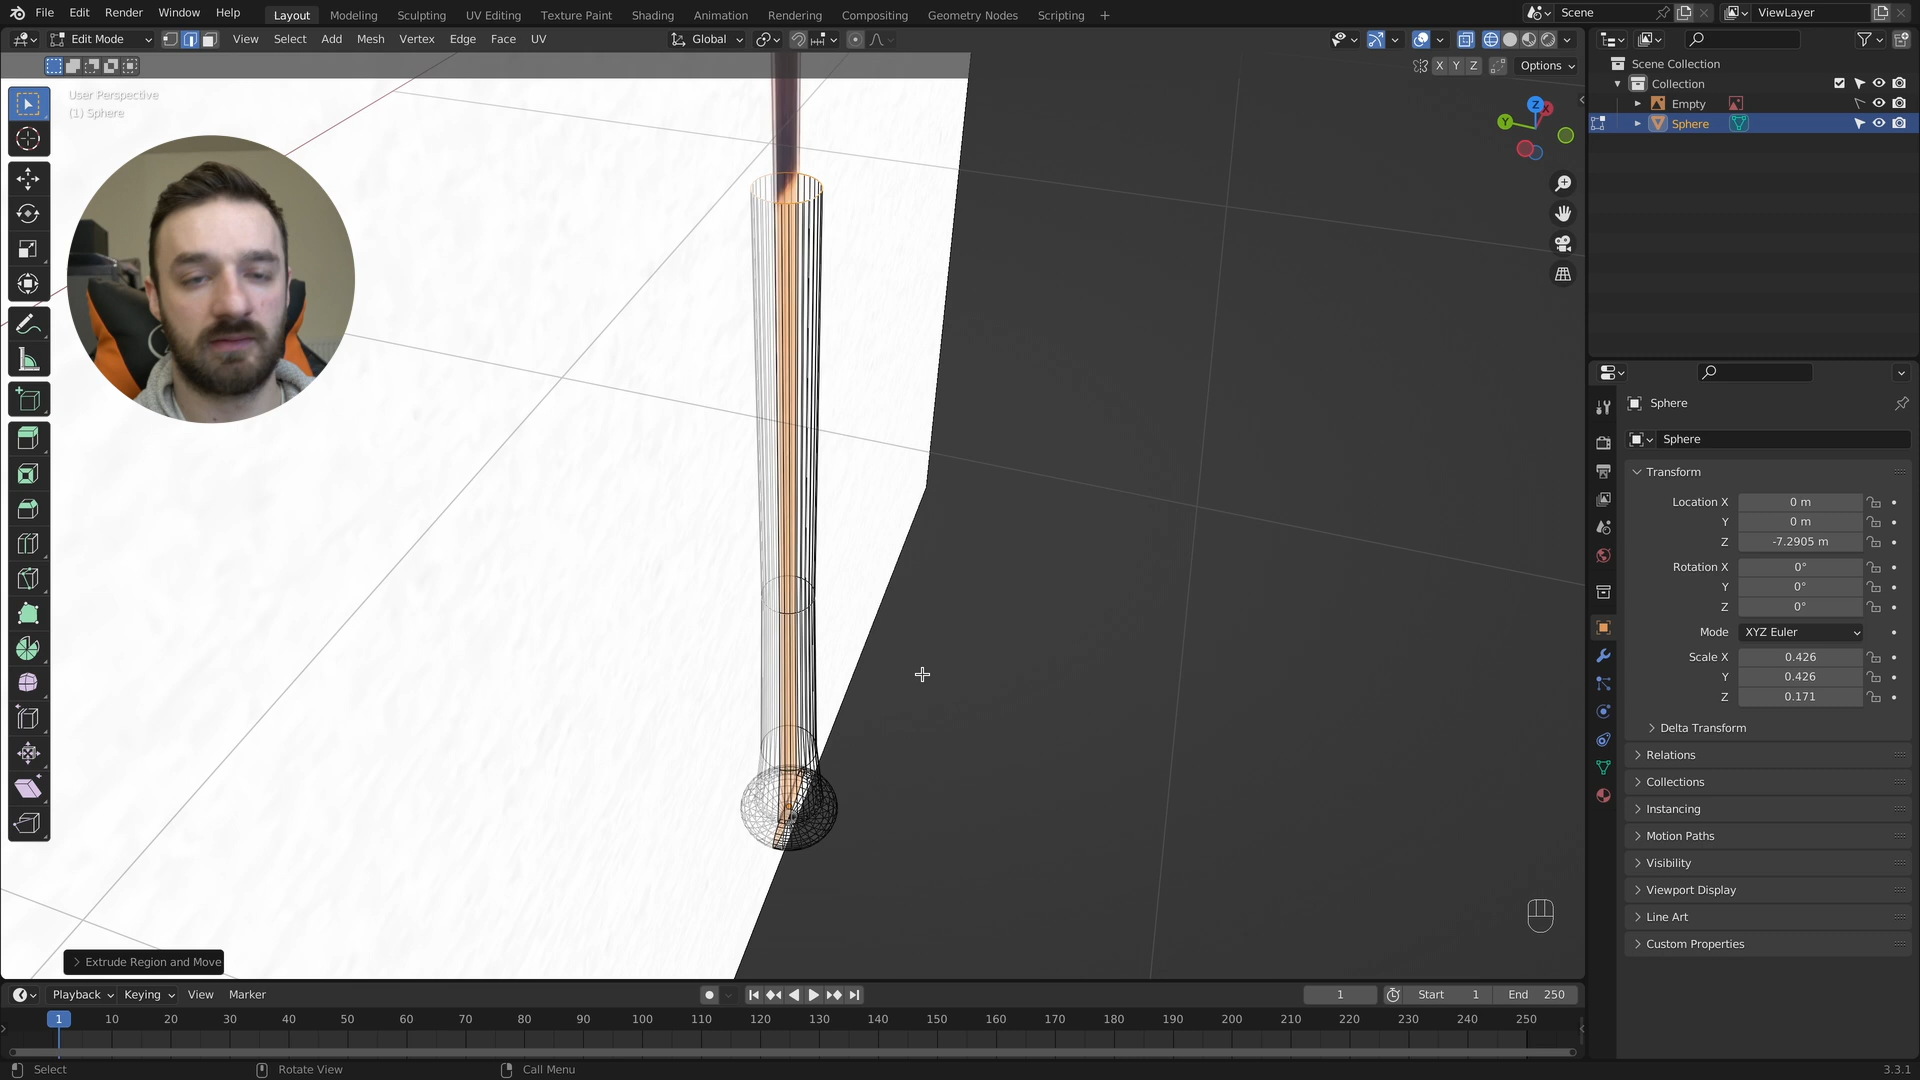 File Edit Render Window Help
Layout Modeling Sculpting UV Editing Texture Paint Shading Animation Rendering Compositing Geometry Nodes Scripting +
Scene
ViewLayer
Edit Mode
View Select Add Mesh Vertex Edge Face UV
Global
X Y Z
Options
User Perspective
(1) Sphere
Z
X
Y
Scene Collection
Collection
Empty
Sphere
Sphere
Sphere
Transform
Location X 0 m
Y 0 m
Z -7.2905 m
Rotation X 0°
Y 0°
Z 0°
Mode XYZ Euler
Scale X 0.426
Y 0.426
Z 0.171
Delta Transform
Relations
Collections
Instancing
Motion Paths
Visibility
Viewport Display
Line Art
Custom Properties
Extrude Region and Move
Playback Keying View Marker
1
Start 1
End 250
1 10 20 30 40 50 60 70 80 90 100 110 120 130 140 150 160 170 180 190 200 210 220 230 240 250
Select
Rotate View
Call Menu
3.3.1